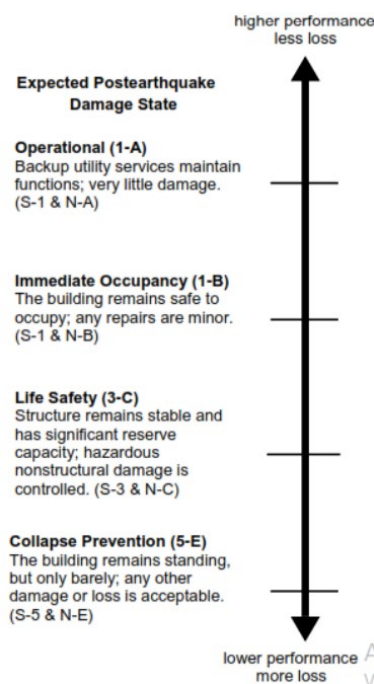 higher performance
less loss
Expected Postearthquake
Damage State
Operational (1-A)
Backup utility services maintain
functions; very little damage.
(S-1 & N-A)
Immediate Occupancy (1-B)
The building remains safe to
occupy; any repairs are minor.
(S-1 & N-B)
Life Safety (3-C)
Structure remains stable and
has significant reserve
capacity; hazardous
nonstructural damage is
controlled. (S-3 & N-C)
Collapse Prevention (5-E)
The building remains standing,
but only barely; any other
damage or loss is acceptable.
(S-5 & N-E)
lower performance
more loss